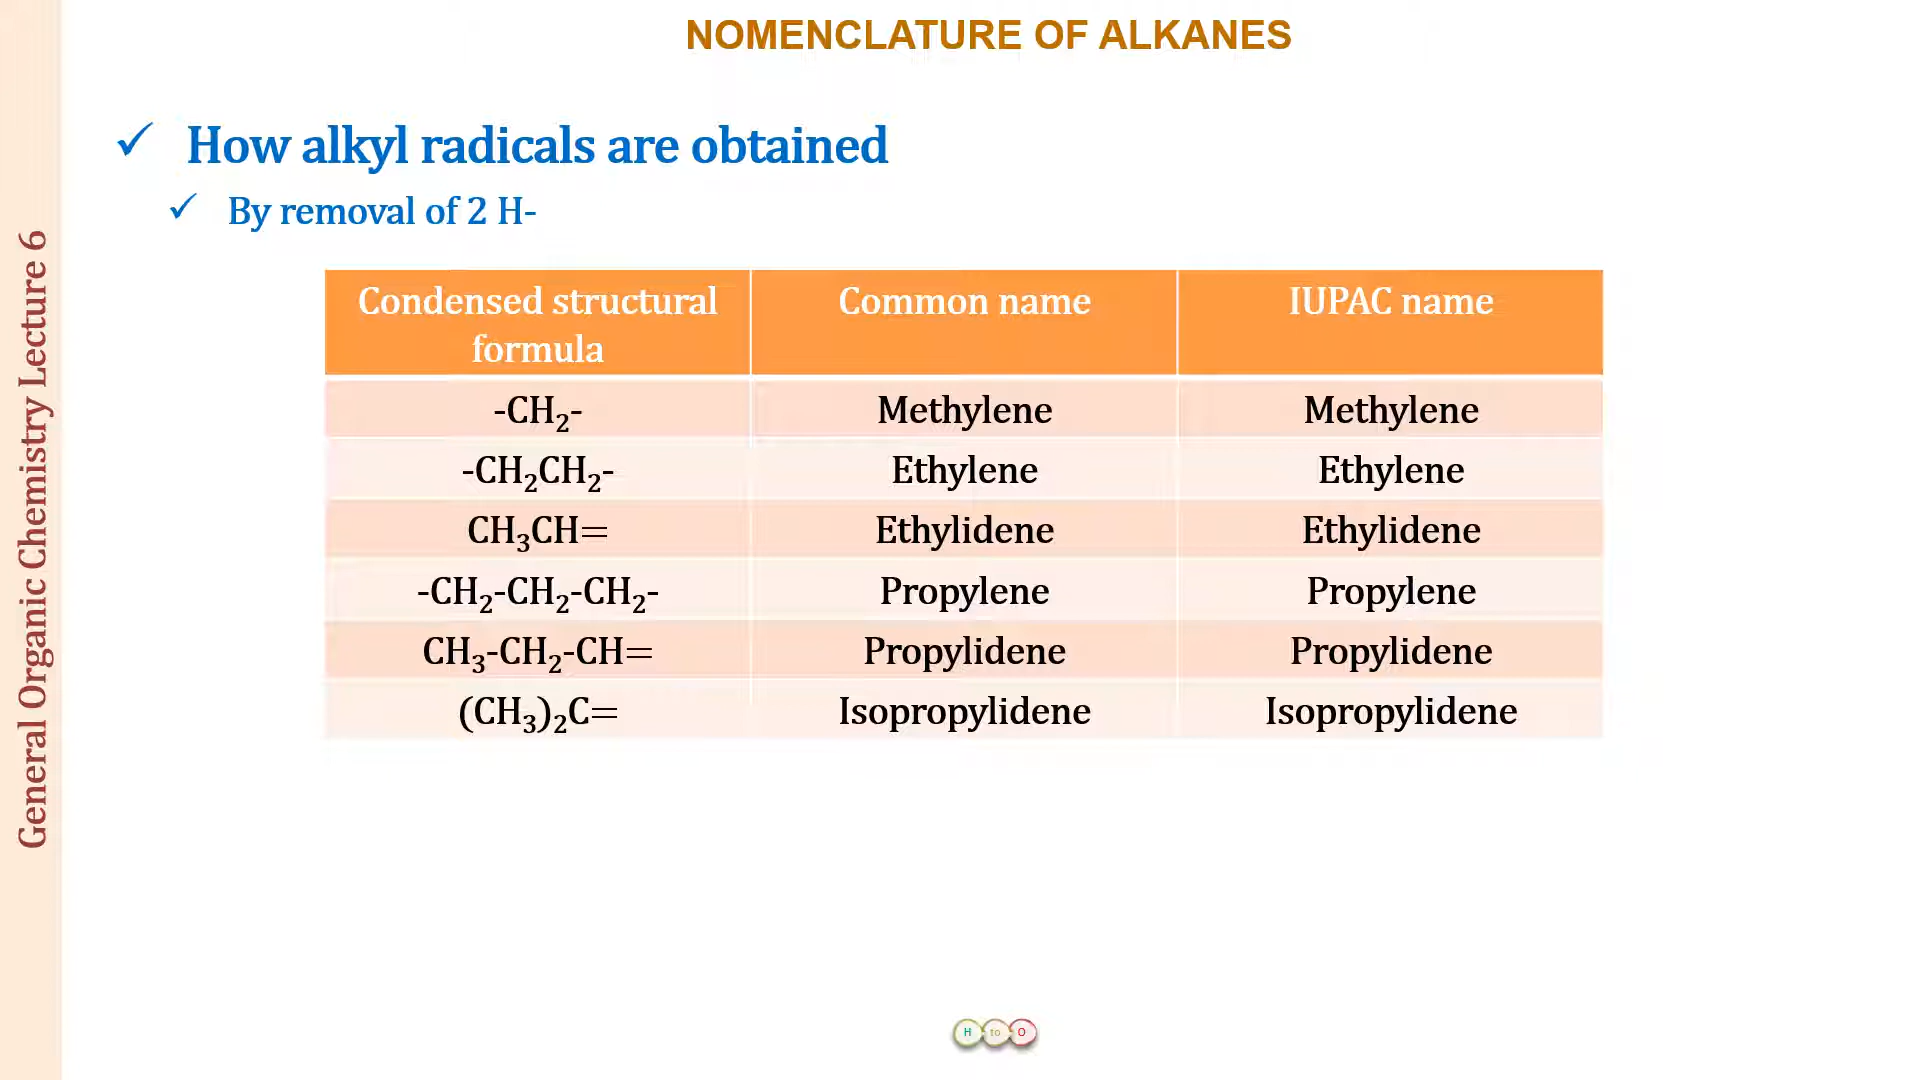 NOMENCLATURE OF ALKANES
General Organic Chemistry Lecture 6
✓ How alkyl radicals are obtained
✓ By removal of 2 H-
Condensed structural formula | Common name | IUPAC name
-CH₂- | Methylene | Methylene
-CH₂CH₂- | Ethylene | Ethylene
CH₃CH= | Ethylidene | Ethylidene
-CH₂-CH₂-CH₂- | Propylene | Propylene
CH₃-CH₂-CH= | Propylidene | Propylidene
(CH₃)₂C= | Isopropylidene | Isopropylidene
H to O